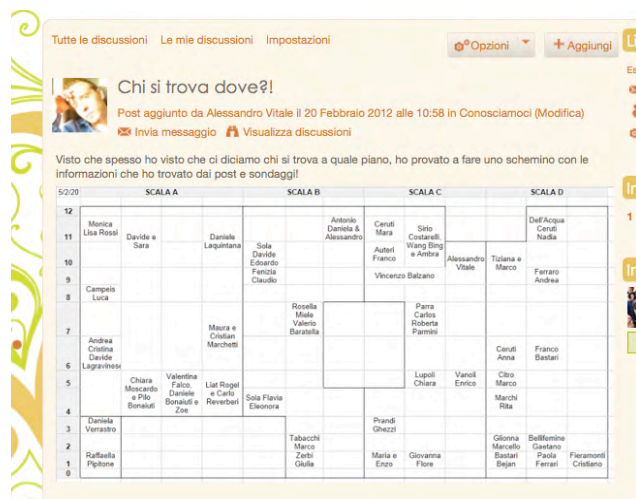 Tutte le discussioni Le mie discussioni Impostazioni
Opzioni
+ Aggiungi
Chi si trova dove?!
Post aggiunto da Alessandro Vitale il 20 Febbraio 2012 alle 10:58 in Conosciamoci (Modifica)
Invia messaggio Visualizza discussioni
Visto che spesso ho visto che ci diciamo chi si trova a quale piano, ho provato a fare uno schemino con le
informazioni che ho trovato dai post e sondaggi!
5/2/20 SCALA A SCALA B SCALA C SCALA D
12
11
10
9
8
7
6
5
4
3
2
1
0
Monica
Lisa Rossi
Davide e
Sara
Daniele
Laquintana
Sola
Davide
Edoardo
Fenizia
Claudio
Antonio
Daniela &
Alessandro
Ceruti
Mara
Sirio
Costarelli,
Wang Bing
e Ambra
Auteri
Franco
Vincenzo Balzano
Alessandro
Vitale
Tiziana e
Marco
Dell'Acqua
Ceruti
Nadia
Ferraro
Andrea
Campeis
Luca
Rosella
Miele
Valerio
Baratella
Parra
Carlos
Roberta
Parmini
Maura e
Cristian
Marchetti
Andrea
Cristina
Davide
Lagravinese
Ceruti
Anna
Franco
Bastari
Chiara
Moscardo
e Pilo
Bonaiuti
Valentina
Falco,
Daniele
Bonaiuti e
Zoe
Liat Rogel
e Carlo
Reverberi
Sola Flavia
Eleonora
Lupoli
Chiara
Vanoli
Enrico
Citro
Marco
Marchi
Rita
Daniela
Verrastro
Prandi
Ghezzi
Raffaella
Pipitone
Tabacchi
Marco
Zerbi
Giulia
Maria e
Enzo
Giovanna
Flore
Glionna
Marcello
Bastari
Bejan
Bellifemine
Gaetano
Paola
Ferrari
Fieramonti
Cristiano